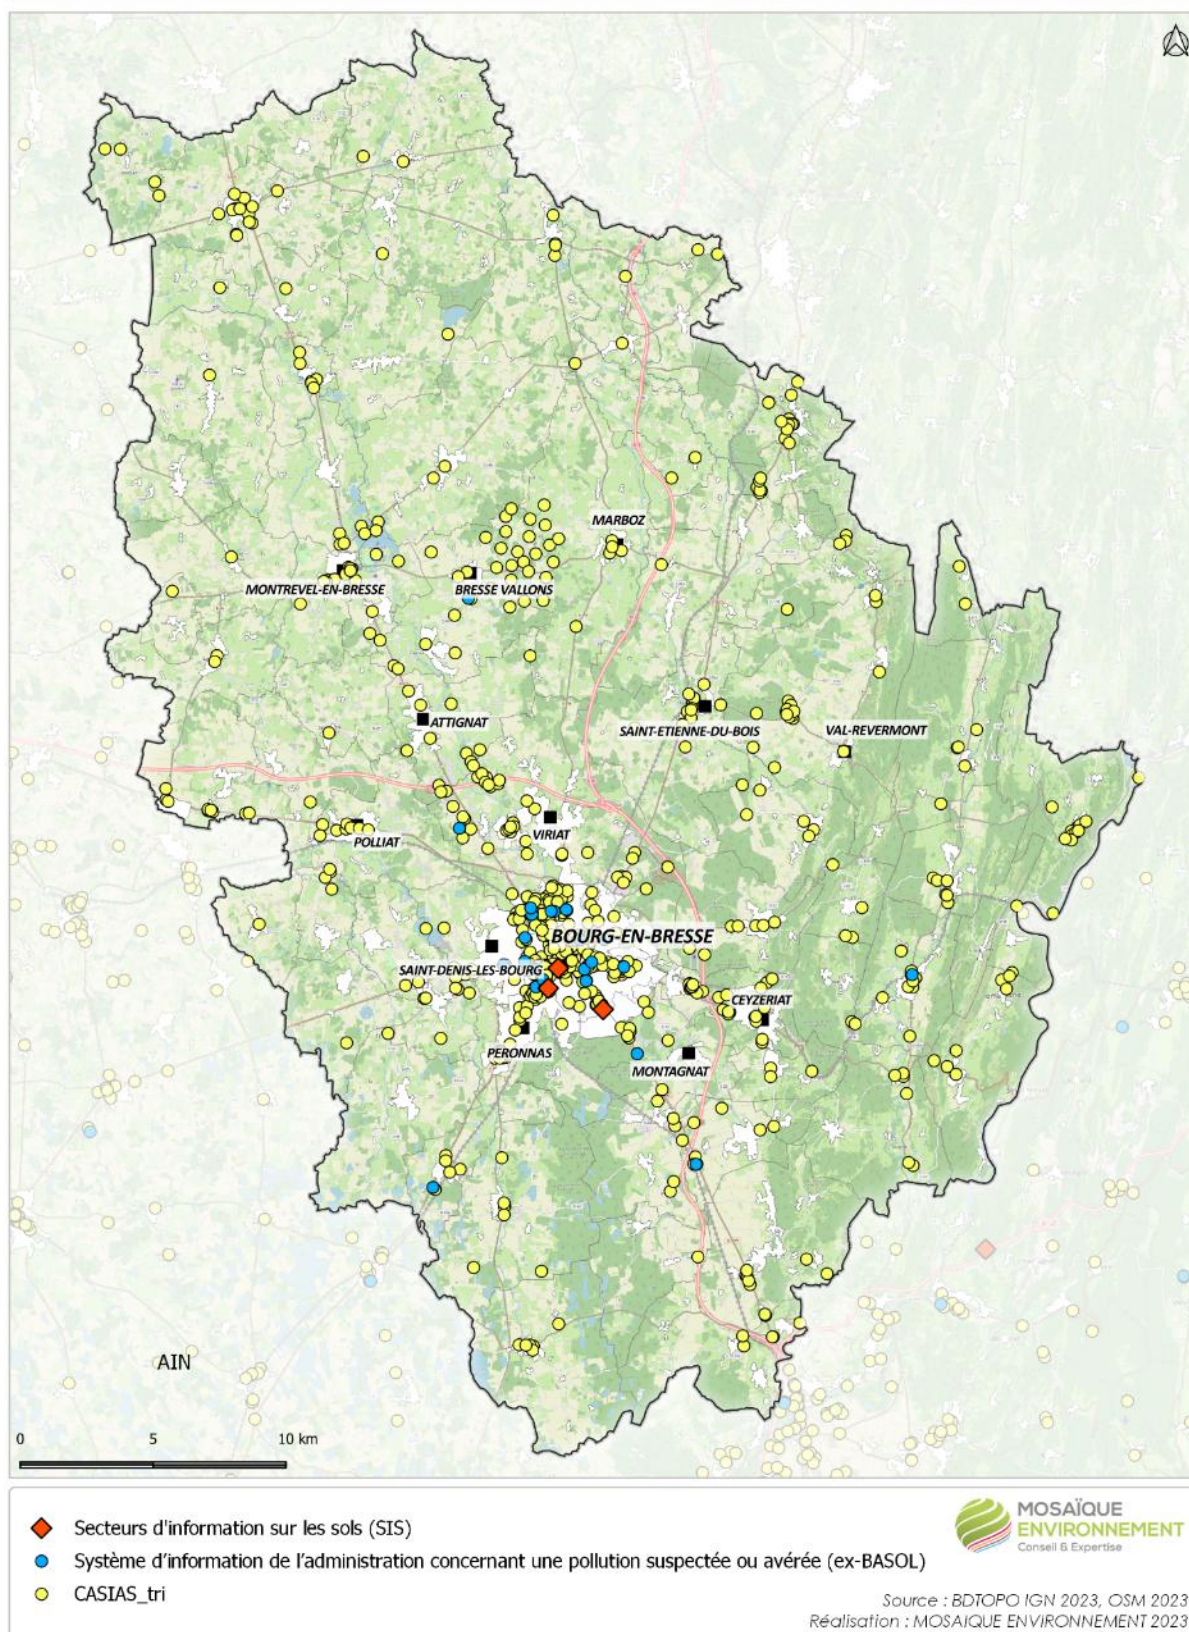 MARBOZ
MONTREVEL-EN-BRESSE
BRESSE VALLONS
ATTIGNAT
SAINT-ETIENNE-DU-BOIS
VAL-REVERMONT
VIRIAT
POLLIAT
BOURG-EN-BRESSE
SAINT-DENIS-LES-BOURG
CEYZERIAT
PERONNAS
MONTAGNAT
AIN
0 5 10 km
Secteurs d'information sur les sols (SIS)
Système d'information de l'administration concernant une pollution suspectée ou avérée (ex-BASOL)
CASIAS_tri
MOSAÏQUE
ENVIRONNEMENT
Conseil & Expertise
Source : BDTOPO IGN 2023, OSM 2023
Réalisation : MOSAIQUE ENVIRONNEMENT 2023